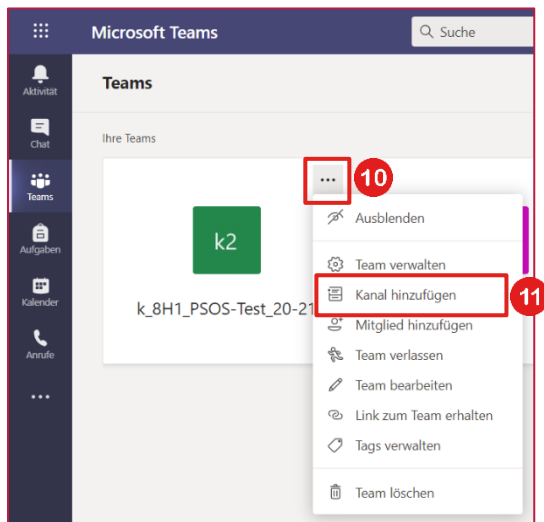 Microsoft Teams
Suche
Aktivität
Chat
Teams
Aufgaben
Kalender
Anrufe
Teams
Ihre Teams
...
10
k2
k_8H1_PSOS-Test_20-21
Ausblenden
Team verwalten
Kanal hinzufügen
11
Mitglied hinzufügen
Team verlassen
Team bearbeiten
Link zum Team erhalten
Tags verwalten
Team löschen